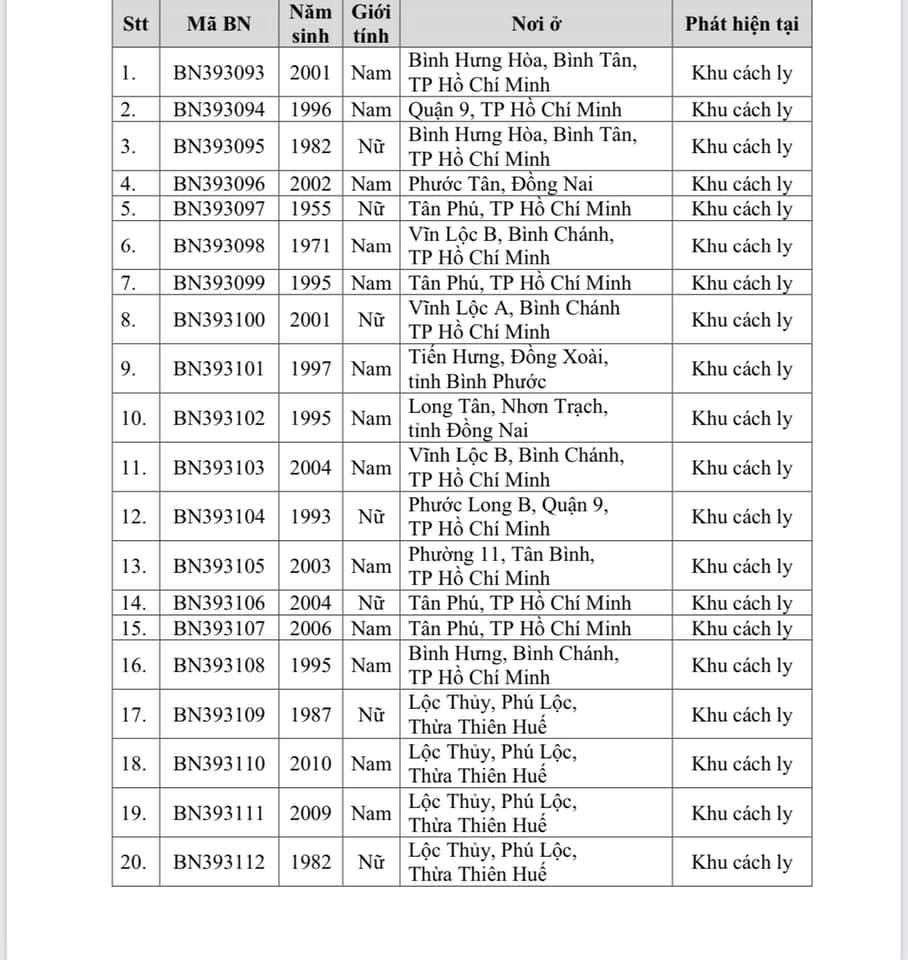 Stt Mã BN Năm sinh Giới tính Nơi ở Phát hiện tại
1. BN393093 2001 Nam Bình Hưng Hòa, Bình Tân,
TP Hồ Chí Minh Khu cách ly
2. BN393094 1996 Nam Quận 9, TP Hồ Chí Minh Khu cách ly
3. BN393095 1982 Nữ Bình Hưng Hòa, Bình Tân,
TP Hồ Chí Minh Khu cách ly
4. BN393096 2002 Nam Phước Tân, Đồng Nai Khu cách ly
5. BN393097 1955 Nữ Tân Phú, TP Hồ Chí Minh Khu cách ly
6. BN393098 1971 Nam Vĩn Lộc B, Bình Chánh,
TP Hồ Chí Minh Khu cách ly
7. BN393099 1995 Nam Tân Phú, TP Hồ Chí Minh Khu cách ly
8. BN393100 2001 Nữ Vĩnh Lộc A, Bình Chánh
TP Hồ Chí Minh Khu cách ly
9. BN393101 1997 Nam Tiến Hưng, Đồng Xoài,
tỉnh Bình Phước Khu cách ly
10. BN393102 1995 Nam Long Tân, Nhơn Trạch,
tỉnh Đồng Nai Khu cách ly
11. BN393103 2004 Nam Vĩnh Lộc B, Bình Chánh,
TP Hồ Chí Minh Khu cách ly
12. BN393104 1993 Nữ Phước Long B, Quận 9,
TP Hồ Chí Minh Khu cách ly
13. BN393105 2003 Nam Phường 11, Tân Bình,
TP Hồ Chí Minh Khu cách ly
14. BN393106 2004 Nữ Tân Phú, TP Hồ Chí Minh Khu cách ly
15. BN393107 2006 Nam Tân Phú, TP Hồ Chí Minh Khu cách ly
16. BN393108 1995 Nam Bình Hưng, Bình Chánh,
TP Hồ Chí Minh Khu cách ly
17. BN393109 1987 Nữ Lộc Thủy, Phú Lộc,
Thừa Thiên Huế Khu cách ly
18. BN393110 2010 Nam Lộc Thủy, Phú Lộc,
Thừa Thiên Huế Khu cách ly
19. BN393111 2009 Nam Lộc Thủy, Phú Lộc,
Thừa Thiên Huế Khu cách ly
20. BN393112 1982 Nữ Lộc Thủy, Phú Lộc,
Thừa Thiên Huế Khu cách ly